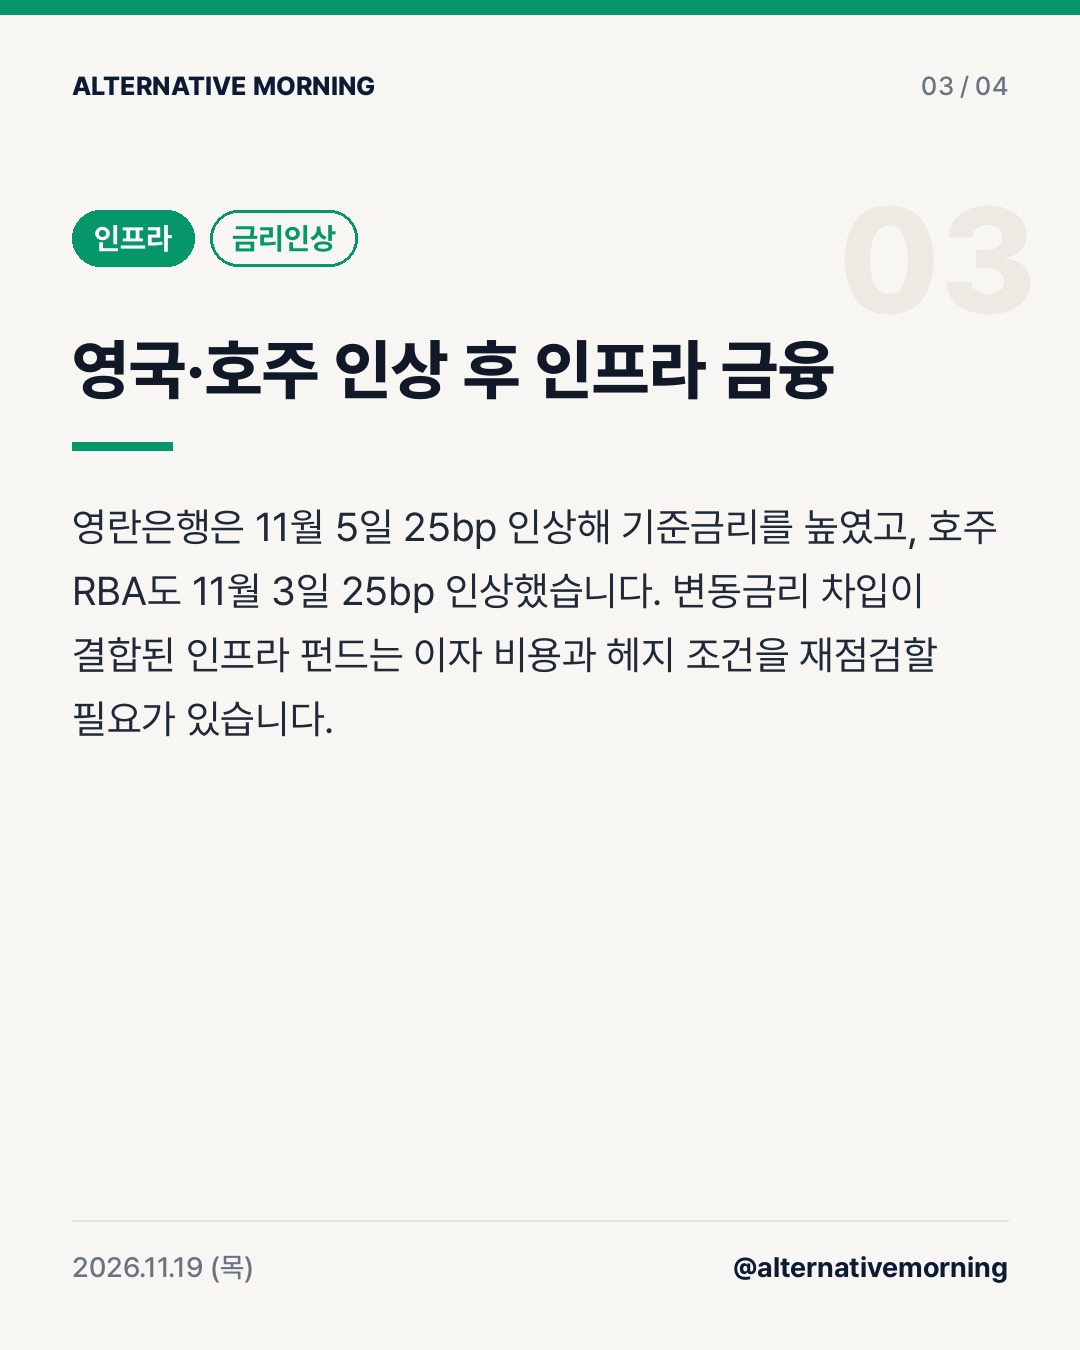 ALTERNATIVE MORNING
03 / 04
인프라 금리인상
03
영국·호주 인상 후 인프라 금융
영란은행은 11월 5일 25bp 인상해 기준금리를 높였고, 호주
RBA도 11월 3일 25bp 인상했습니다. 변동금리 차입이
결합된 인프라 펀드는 이자 비용과 헤지 조건을 재점검할
필요가 있습니다.
2026.11.19 (목)
@alternativemorning